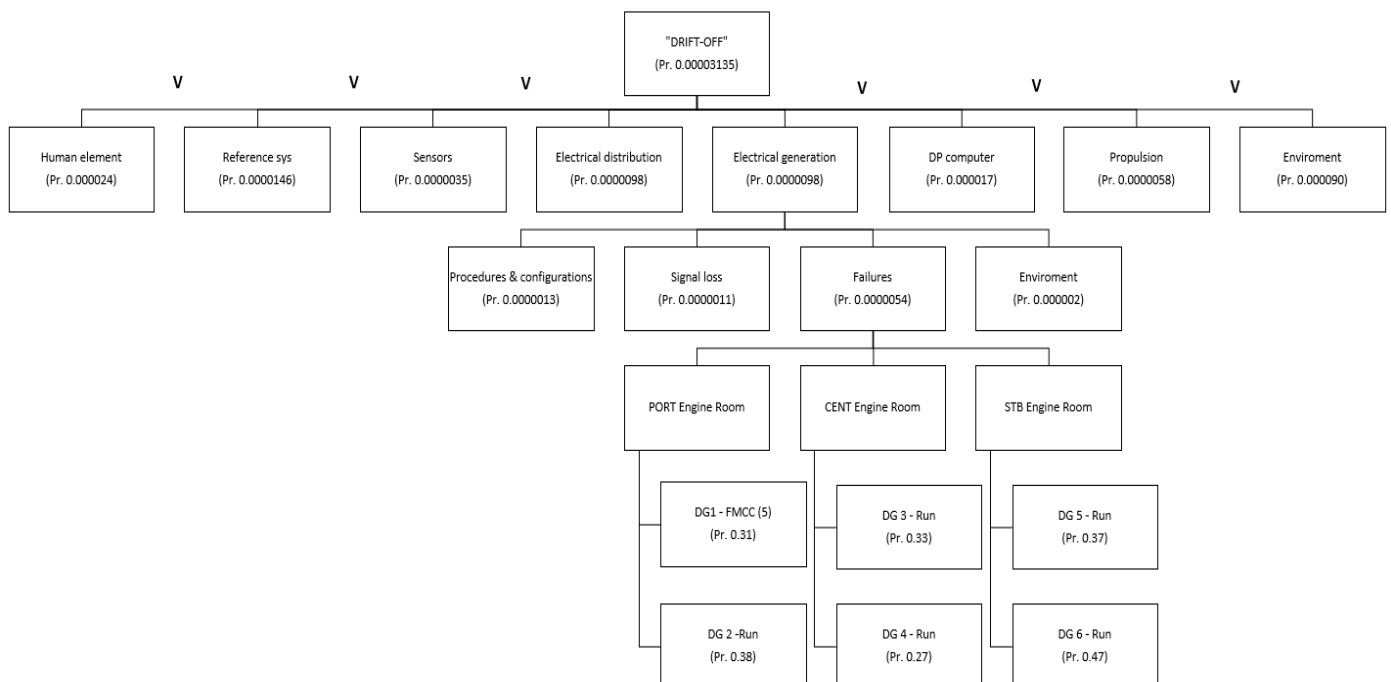 "DRIFT-OFF"
(Pr. 0.00003135)
V V V V V V
Human element
(Pr. 0.000024)
Reference sys
(Pr. 0.0000146)
Sensors
(Pr. 0.0000035)
Electrical distribution
(Pr. 0.0000098)
Electrical generation
(Pr. 0.0000098)
DP computer
(Pr. 0.000017)
Propulsion
(Pr. 0.0000058)
Enviroment
(Pr. 0.000090)
Procedures & configurations
(Pr. 0.0000013)
Signal loss
(Pr. 0.0000011)
Failures
(Pr. 0.0000054)
Enviroment
(Pr. 0.000002)
PORT Engine Room
CENT Engine Room
STB Engine Room
DG1 - FMCC (5)
(Pr. 0.31)
DG 3 - Run
(Pr. 0.33)
DG 5 - Run
(Pr. 0.37)
DG 2 -Run
(Pr. 0.38)
DG 4 - Run
(Pr. 0.27)
DG 6 - Run
(Pr. 0.47)